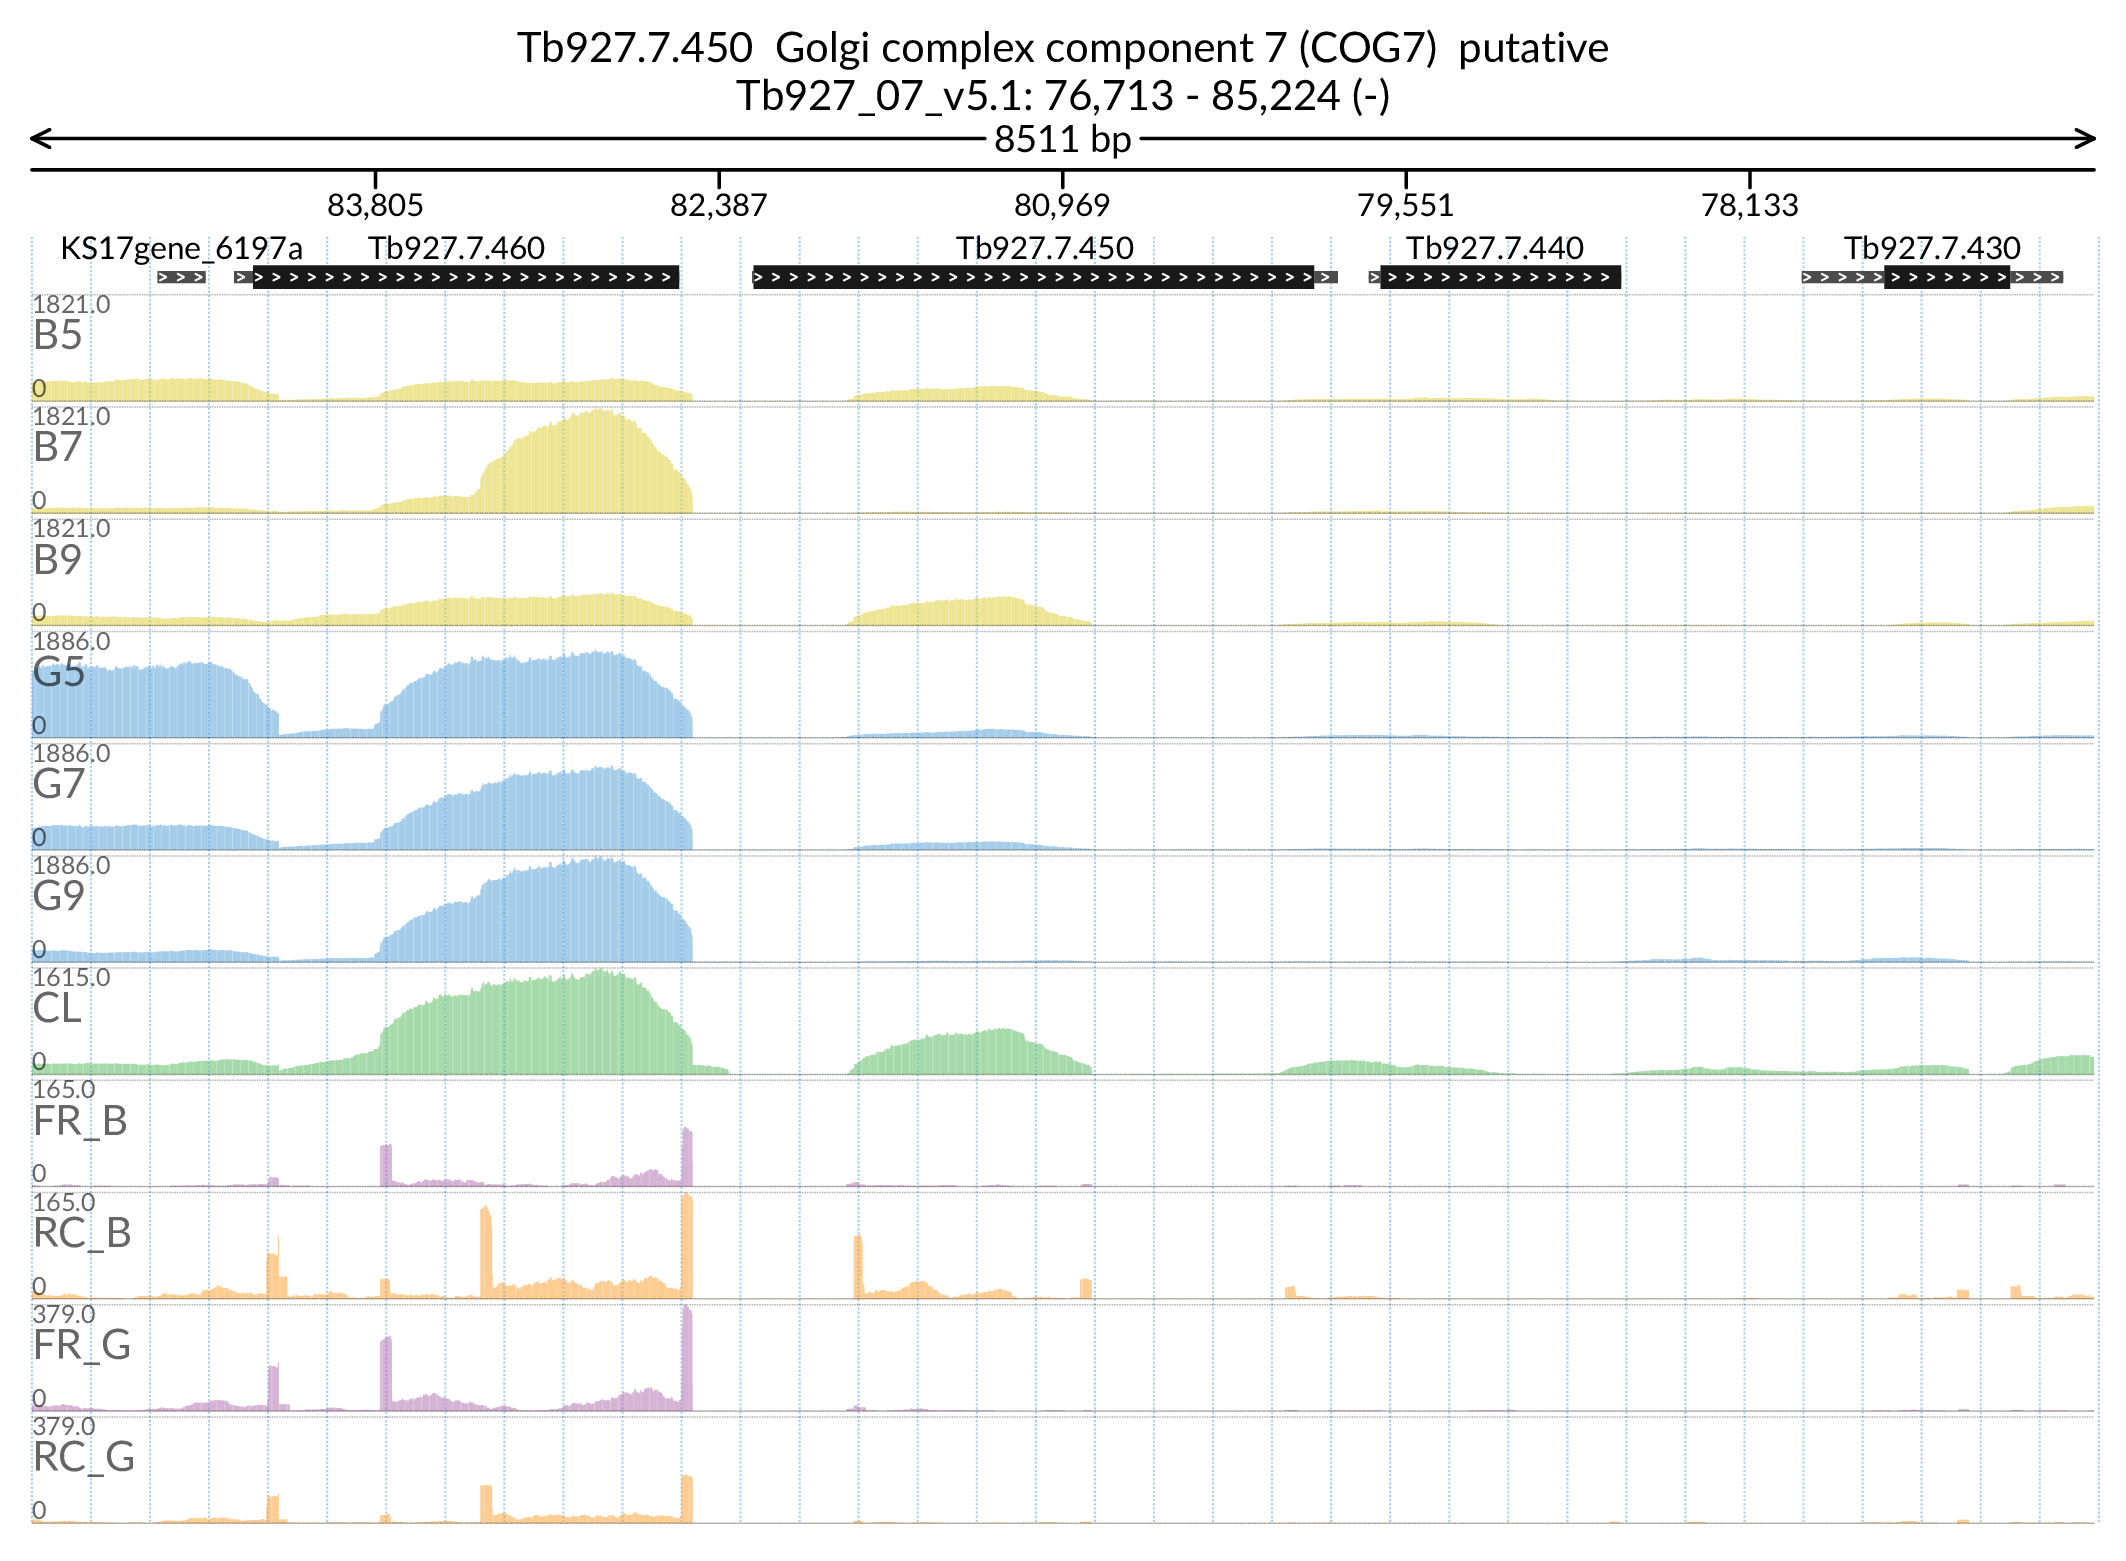 Tb927.7.450  Golgi complex component 7 (COG7)  putative
Tb927_07_v5.1: 76,713 - 85,224 (-)
8511 bp
83,805 82,387 80,969 79,551 78,133
KS17gene_6197a Tb927.7.460 Tb927.7.450 Tb927.7.440 Tb927.7.430
1821.0
B5
0
1821.0
B7
0
1821.0
B9
0
1886.0
G5
0
1886.0
G7
0
1886.0
G9
0
1615.0
CL
0
165.0
FR_B
0
165.0
RC_B
0
379.0
FR_G
0
379.0
RC_G
0